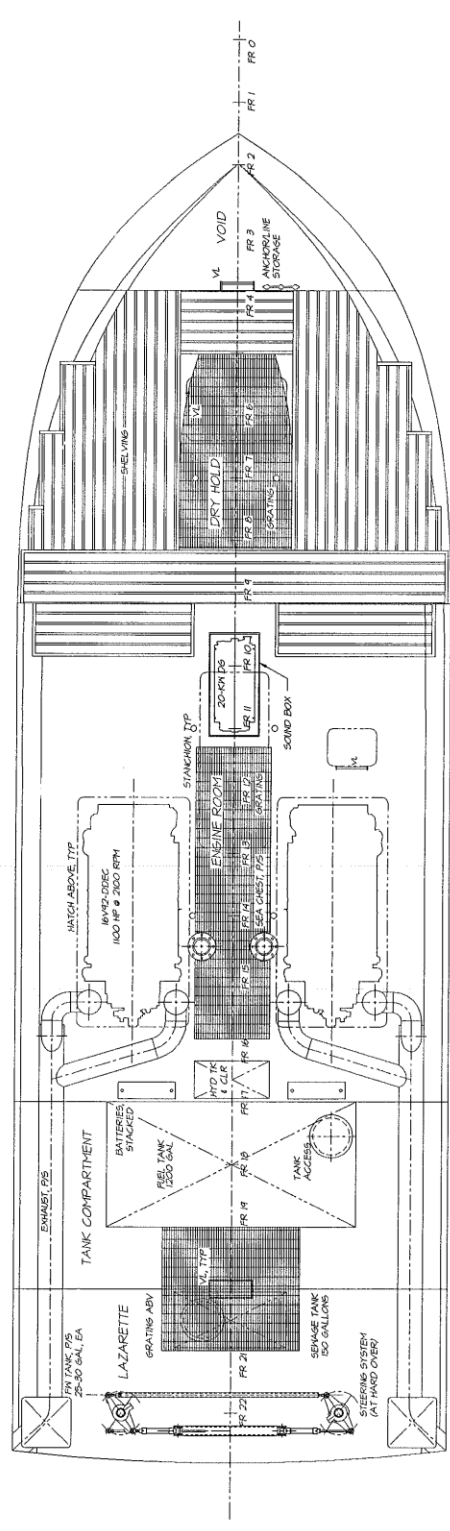 FR 0
FR 1
FR 2
VOID
FR 3
ANCHOR/LINE
STORAGE
VL
FR 4
SHELVING
VL
FR 6
DRY HOLD
FR 7
GRATING
FR 8
FR 9
20-KW DG
FR 10
FR 11
SOUND BOX
STANCHION, TYP
VL
ENGINE ROOM
FR 12
GRATING
FR 13
HATCH ABOVE, TYP
16V92-DDEC
1100 HP @ 2100 RPM
FR 14
SEA CHEST, P/S
FR 15
FR 16
HYD TK
& CLR
FR 17
BATTERIES,
STACKED
EXHAUST, P/S
TANK COMPARTMENT
FUEL TANK
1200 GAL
FR 18
TANK
ACCESS
FR 19
VL, TYP
GRATING ABV
LAZARETTE
FW TANK, P/S
25-30 GAL, EA
SEWAGE TANK
150 GALLONS
FR 21
FR 22
STEERING SYSTEM
(AT HARD OVER)